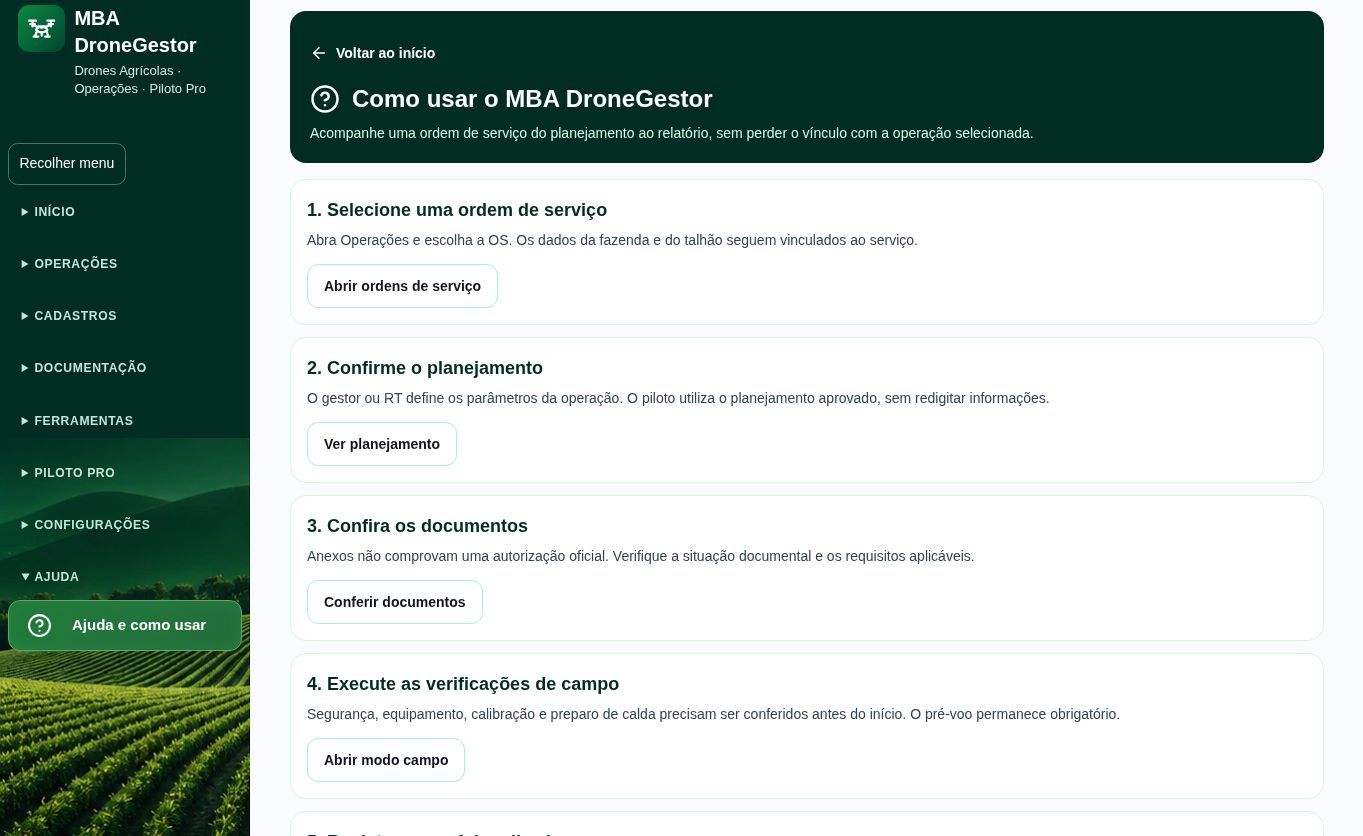 MBA
DroneGestor
Drones Agrícolas ·
Operações · Piloto Pro
Recolher menu
INÍCIO
OPERAÇÕES
CADASTROS
DOCUMENTAÇÃO
FERRAMENTAS
PILOTO PRO
CONFIGURAÇÕES
AJUDA
Ajuda e como usar
Voltar ao início
Como usar o MBA DroneGestor
Acompanhe uma ordem de serviço do planejamento ao relatório, sem perder o vínculo com a operação selecionada.
1. Selecione uma ordem de serviço
Abra Operações e escolha a OS. Os dados da fazenda e do talhão seguem vinculados ao serviço.
Abrir ordens de serviço
2. Confirme o planejamento
O gestor ou RT define os parâmetros da operação. O piloto utiliza o planejamento aprovado, sem redigitar informações.
Ver planejamento
3. Confira os documentos
Anexos não comprovam uma autorização oficial. Verifique a situação documental e os requisitos aplicáveis.
Conferir documentos
4. Execute as verificações de campo
Segurança, equipamento, calibração e preparo de calda precisam ser conferidos antes do início. O pré-voo permanece obrigatório.
Abrir modo campo